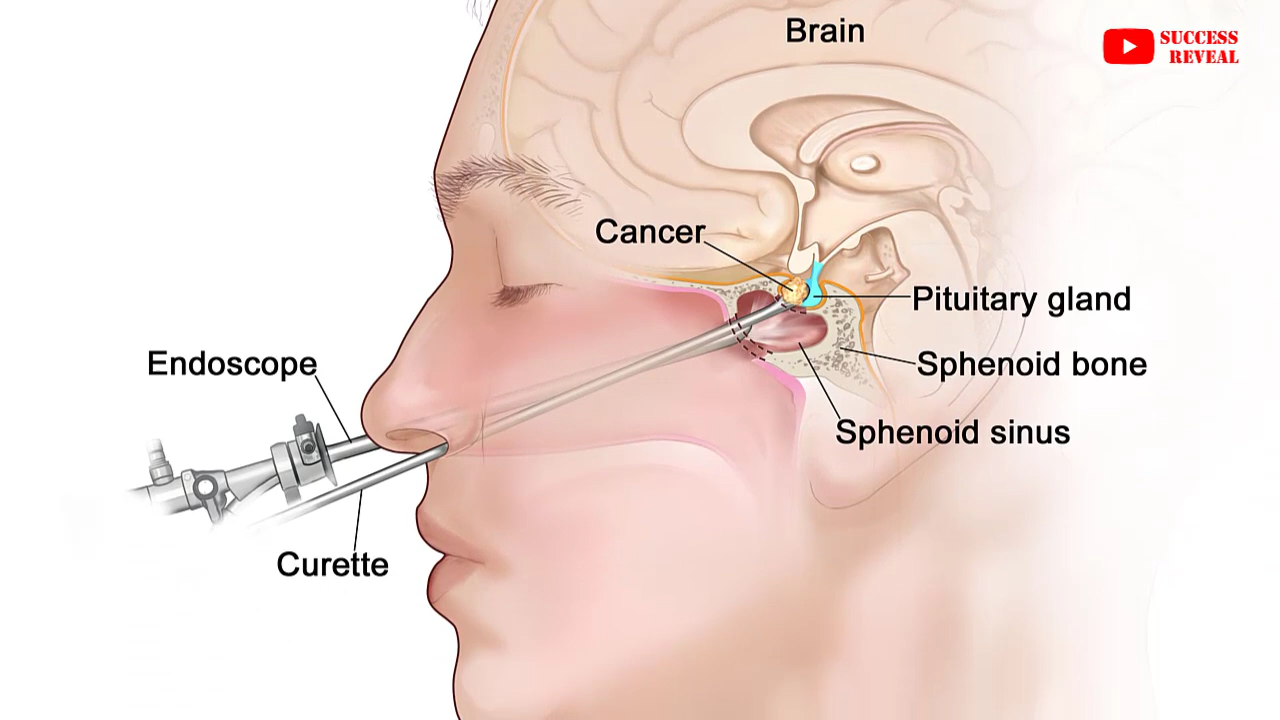 Brain
SUCCESS
REVEAL
Cancer
Pituitary gland
Endoscope
Sphenoid bone
Sphenoid sinus
Curette